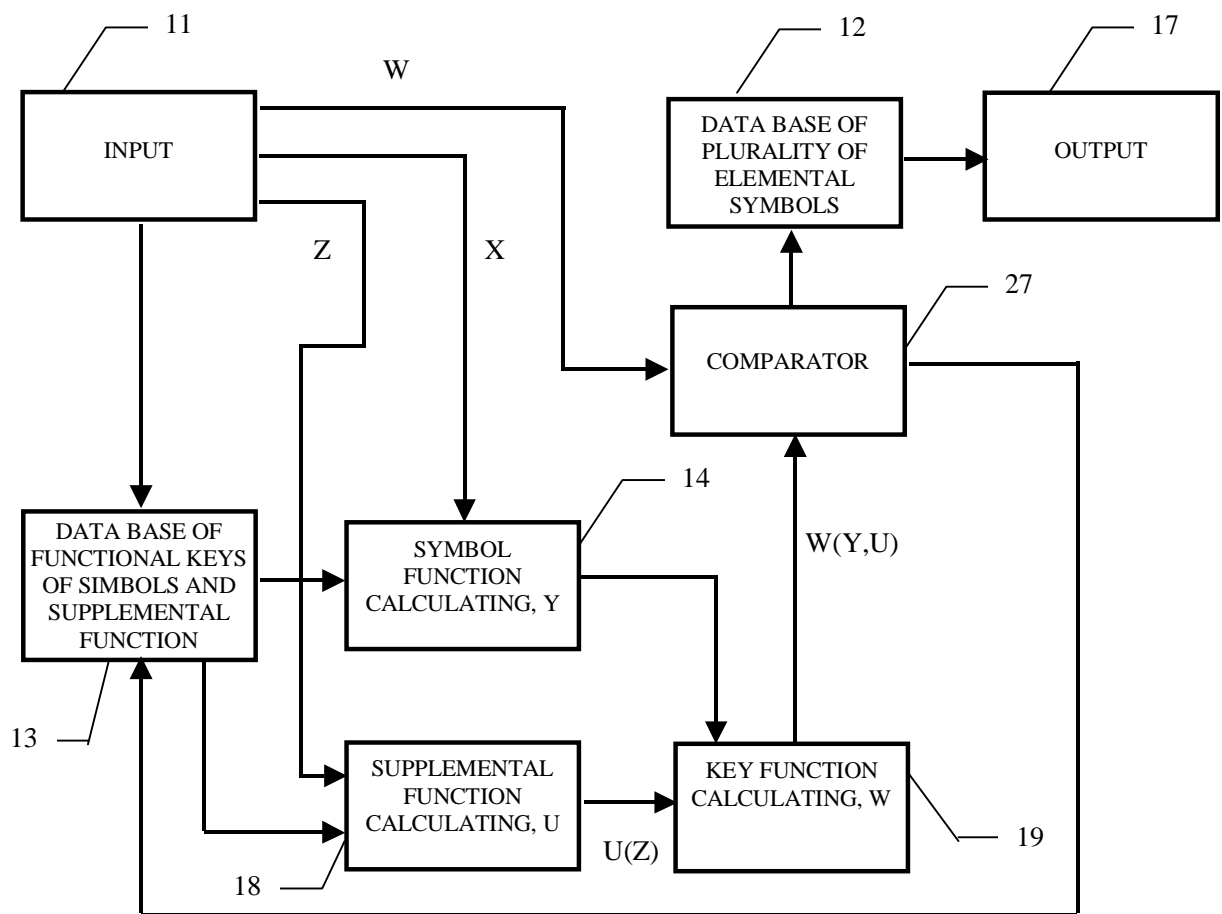 11
12
17
W
INPUT
DATA BASE OF
PLURALITY OF
ELEMENTAL
SYMBOLS
OUTPUT
Z
X
27
COMPARATOR
14
DATA BASE OF
FUNCTIONAL KEYS
OF SIMBOLS AND
SUPPLEMENTAL
FUNCTION
SYMBOL
FUNCTION
CALCULATING, Y
W(Y,U)
13
SUPPLEMENTAL
FUNCTION
CALCULATING, U
KEY FUNCTION
CALCULATING, W
U(Z)
19
18